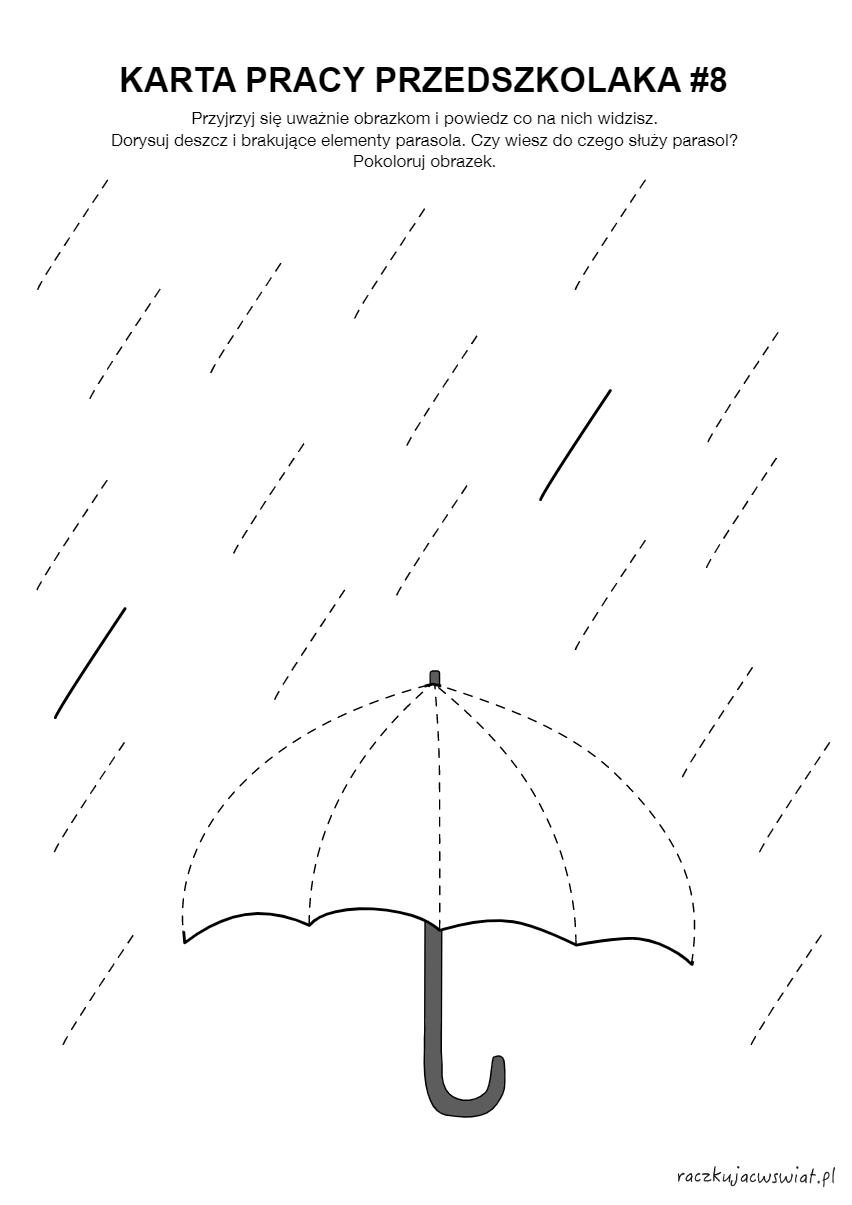 KARTA PRACY PRZEDSZKOLAKA #8
Przyjrzyj się uważnie obrazkom i powiedz co na nich widzisz.
Dorysuj deszcz i brakujące elementy parasola. Czy wiesz do czego służy parasol?
Pokoloruj obrazek.
raczkujacwswiat.pl